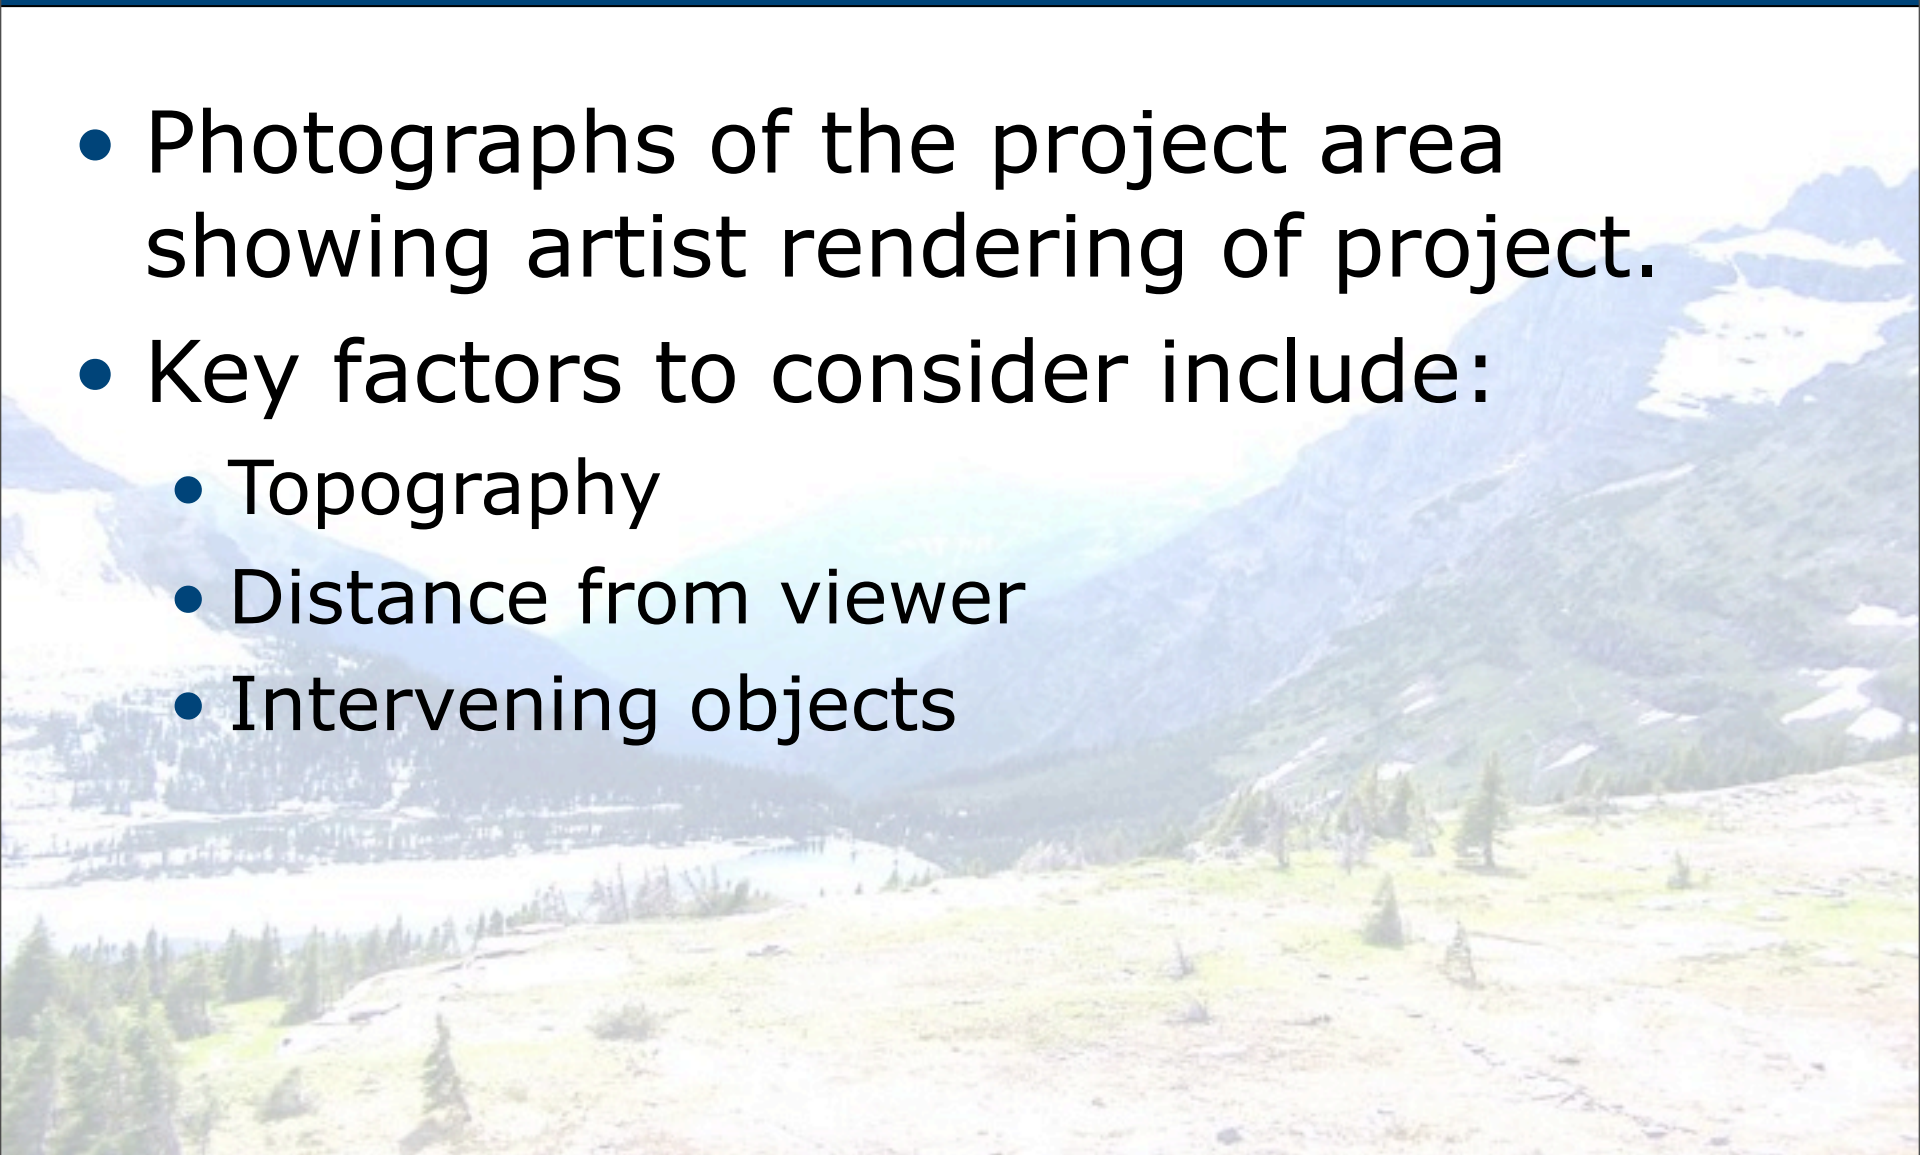 • Photographs of the project area
showing artist rendering of project.
• Key factors to consider include:
• Topography
• Distance from viewer
• Intervening objects